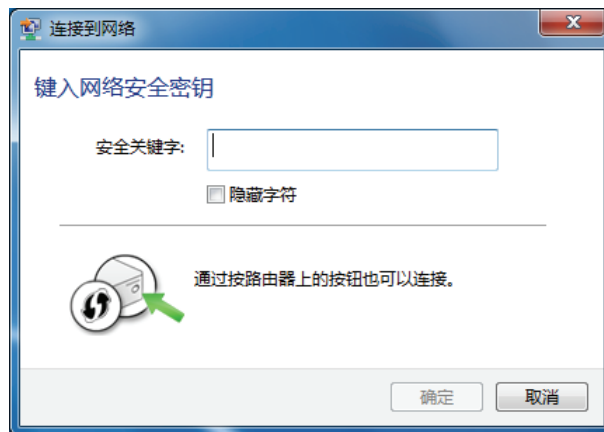 连接到网络
键入网络安全密钥
安全关键字:
隐藏字符
通过按路由器上的按钮也可以连接。
确定
取消